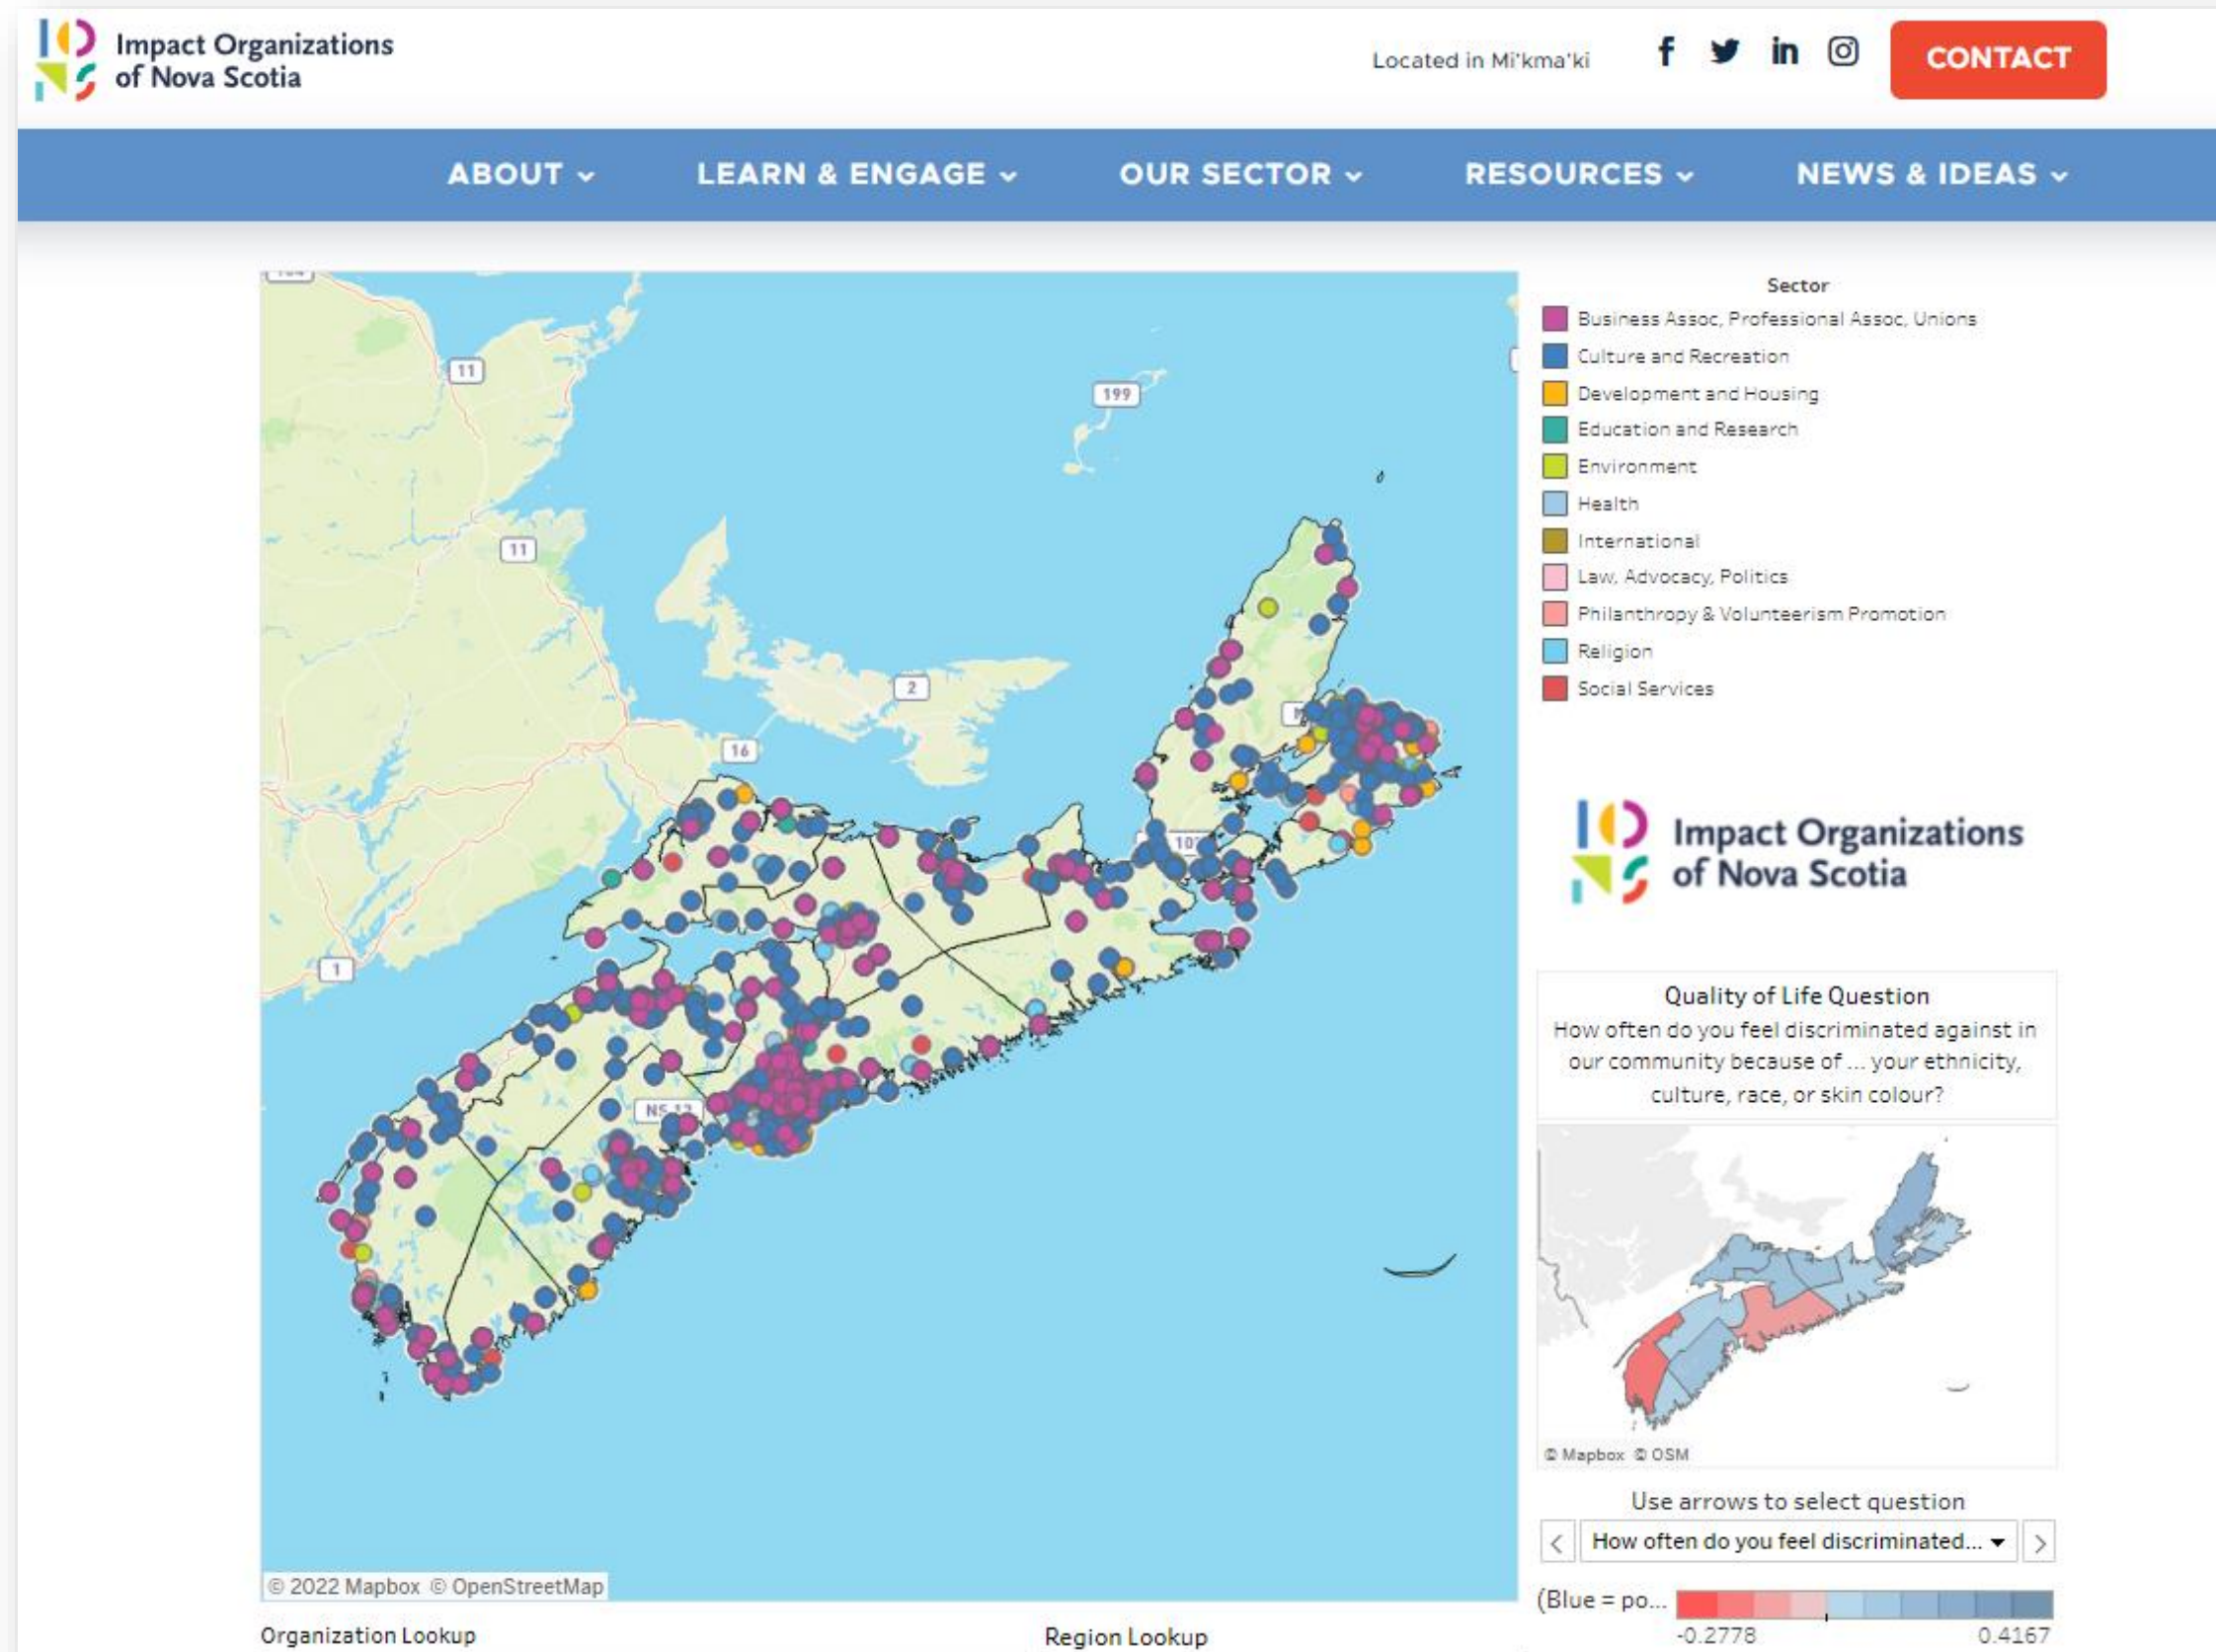 Impact Organizations
of Nova Scotia
Located in Mi'kma'ki
CONTACT
ABOUT
LEARN & ENGAGE
OUR SECTOR
RESOURCES
NEWS & IDEAS
11
199
11
2
16
1
© 2022 Mapbox © OpenStreetMap
Sector
Business Assoc, Professional Assoc, Unions
Culture and Recreation
Development and Housing
Education and Research
Environment
Health
International
Law, Advocacy, Politics
Philanthropy & Volunteerism Promotion
Religion
Social Services
Impact Organizations
of Nova Scotia
Quality of Life Question
How often do you feel discriminated against in
our community because of ... your ethnicity,
culture, race, or skin colour?
© Mapbox © OSM
Use arrows to select question
How often do you feel discriminated...
(Blue = po...
-0.2778 0.4167
Organization Lookup
Region Lookup